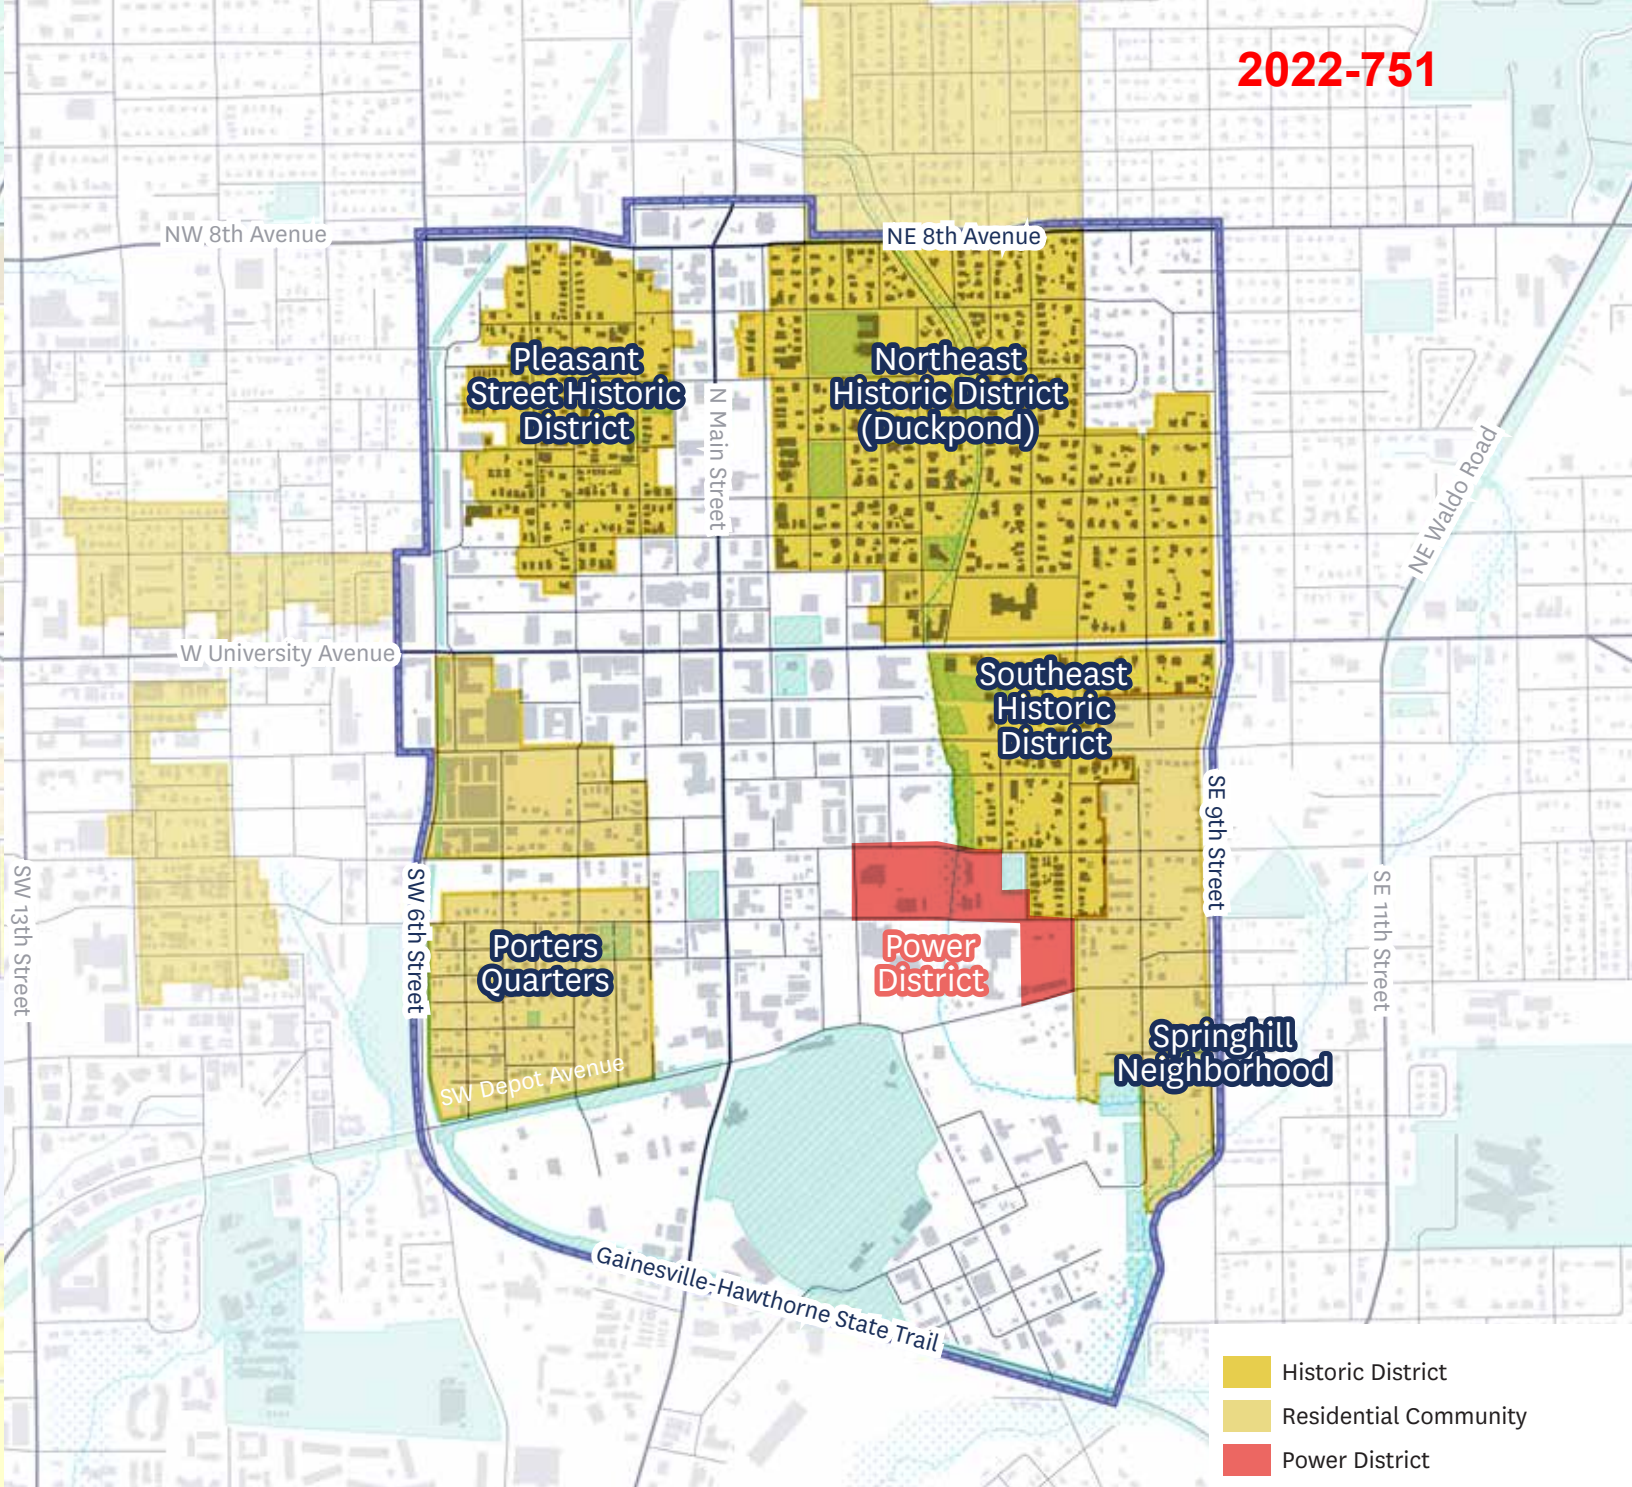 2022-751
NW 8th Avenue
NE 8th Avenue
Pleasant
Street Historic
District
Northeast
Historic District
(Duckpond)
N Main Street
NE Waldo Road
W University Avenue
Southeast
Historic
District
SE 9th Street
SW 13th Street
SW 6th Street
SE 11th Street
Porters
Quarters
Power
District
Springhill
Neighborhood
SW Depot Avenue
Gainesville-Hawthorne State Trail
Historic District
Residential Community
Power District